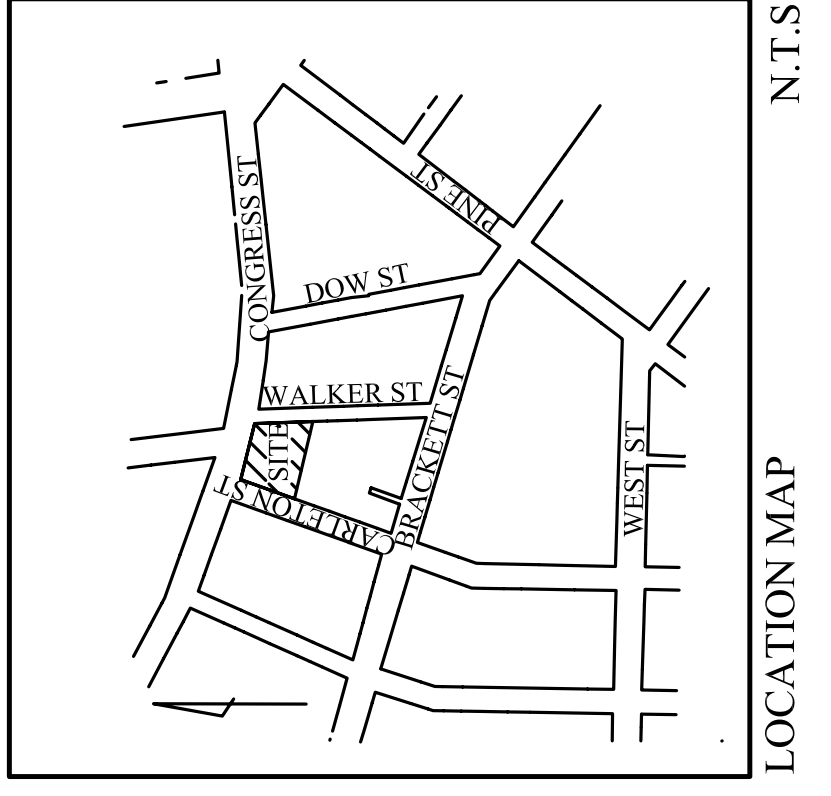 N.T.S
CONGRESS ST
PINE ST
DOW ST
WALKER ST
BRACKETT ST
SITE
WEST ST
CARLETON ST
LOCATION MAP